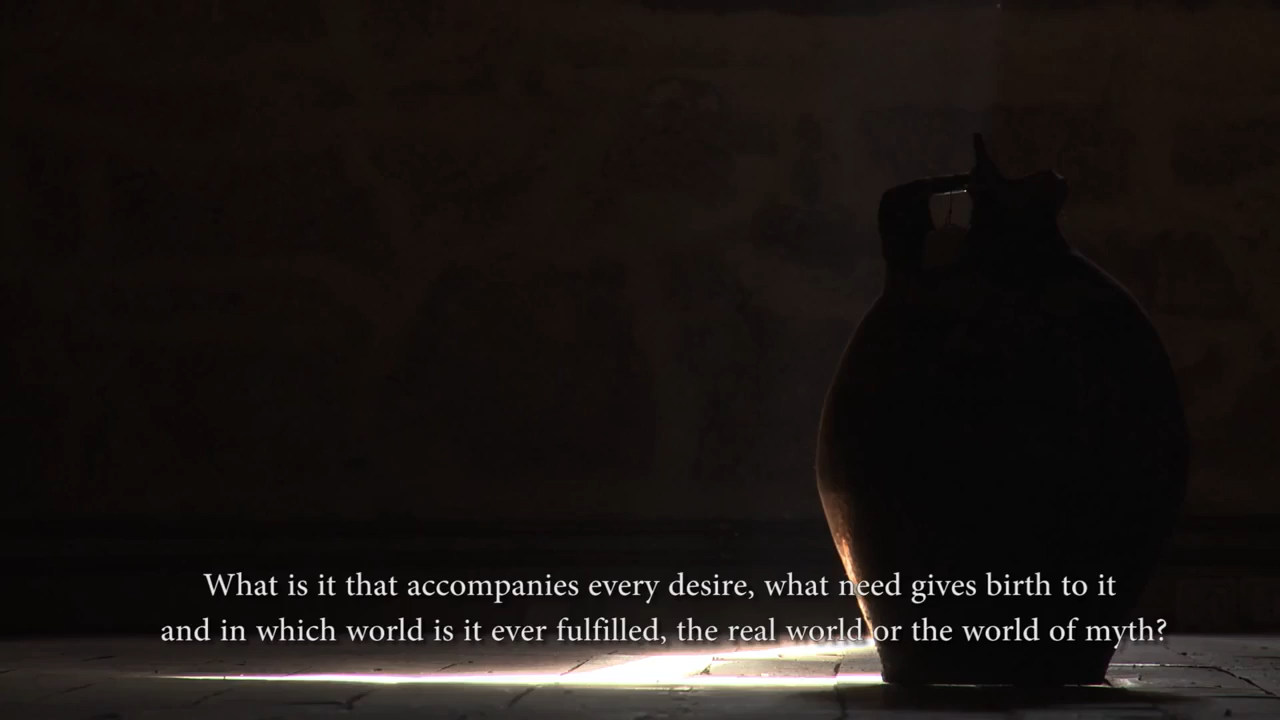 What is it that accompanies every desire, what need gives birth to it
and in which world is it ever fulfilled, the real world or the world of myth?